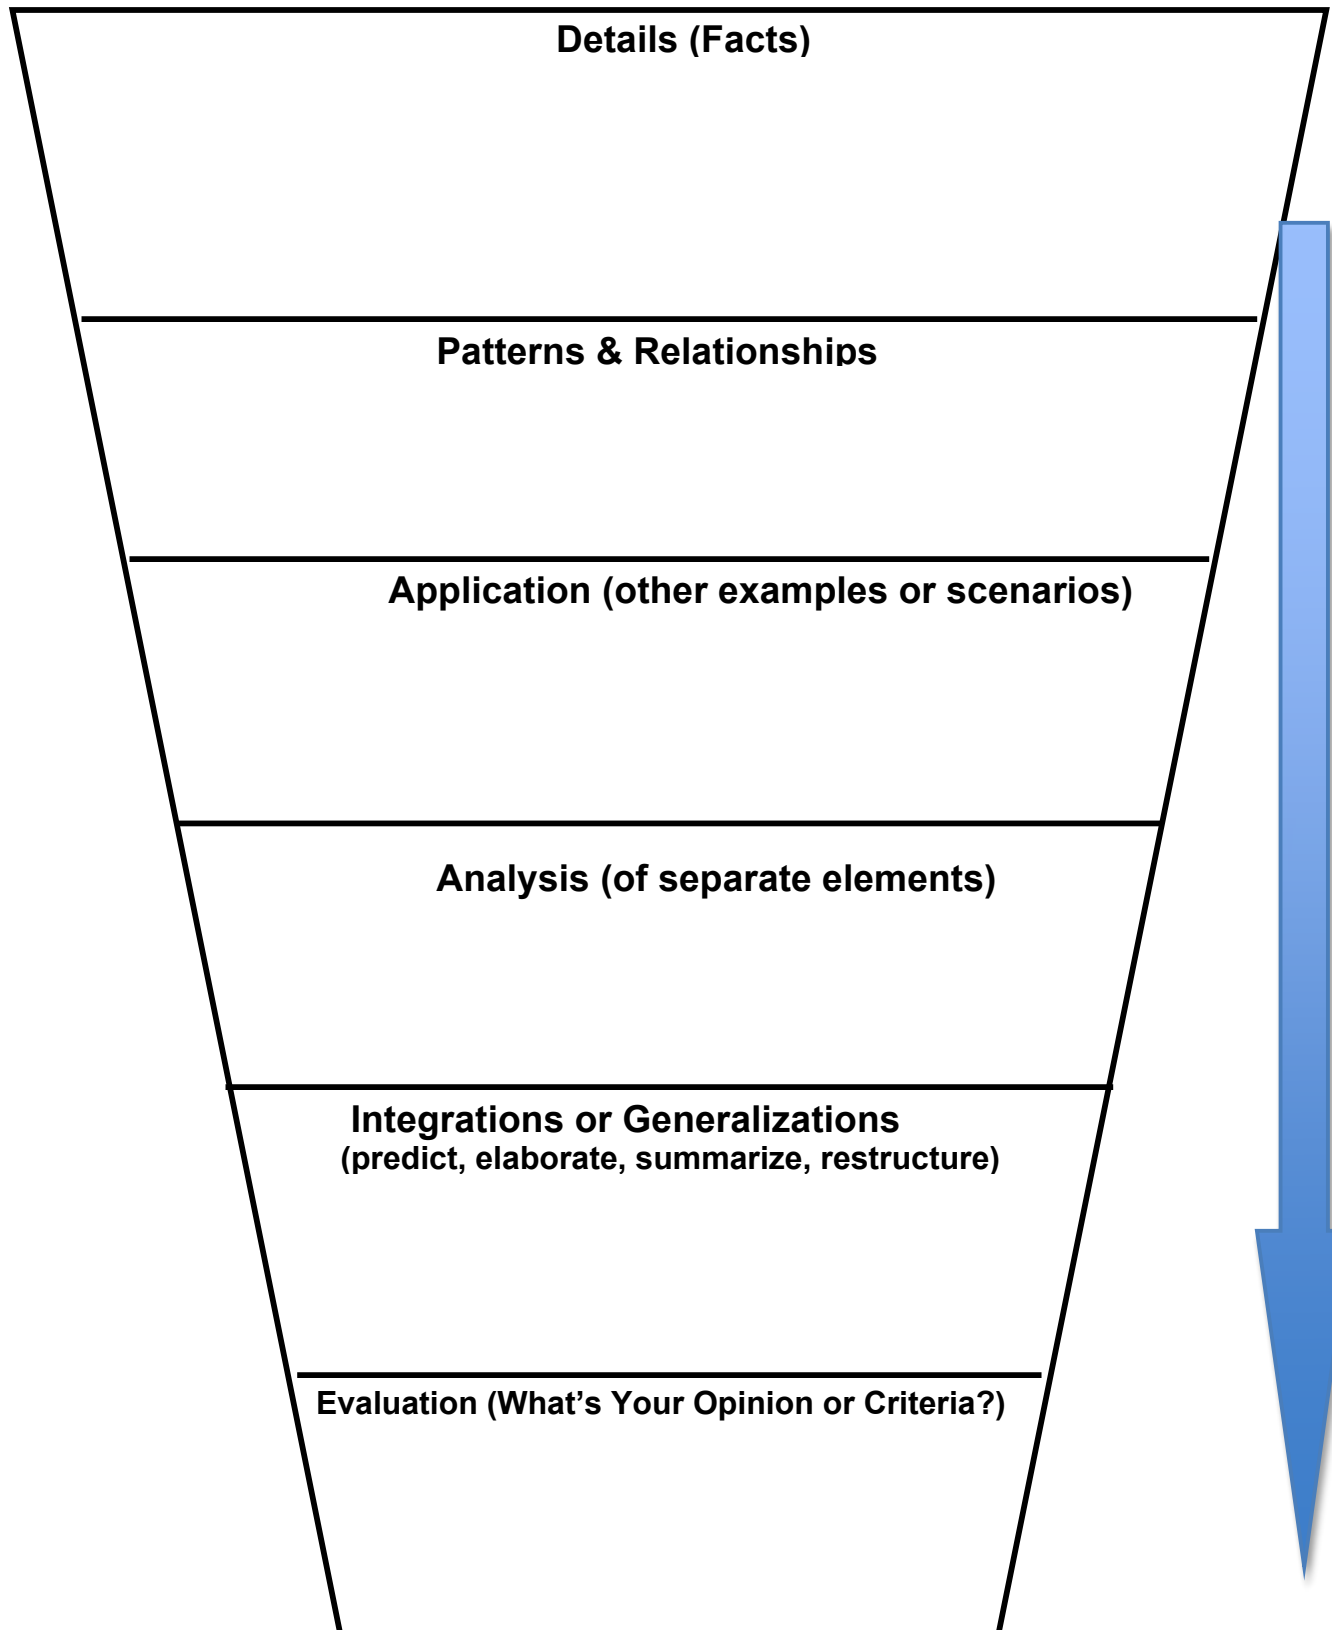 Details (Facts)
Patterns & Relationships
Application (other examples or scenarios)
Analysis (of separate elements)
Integrations or Generalizations
(predict, elaborate, summarize, restructure)
Evaluation (What’s Your Opinion or Criteria?)